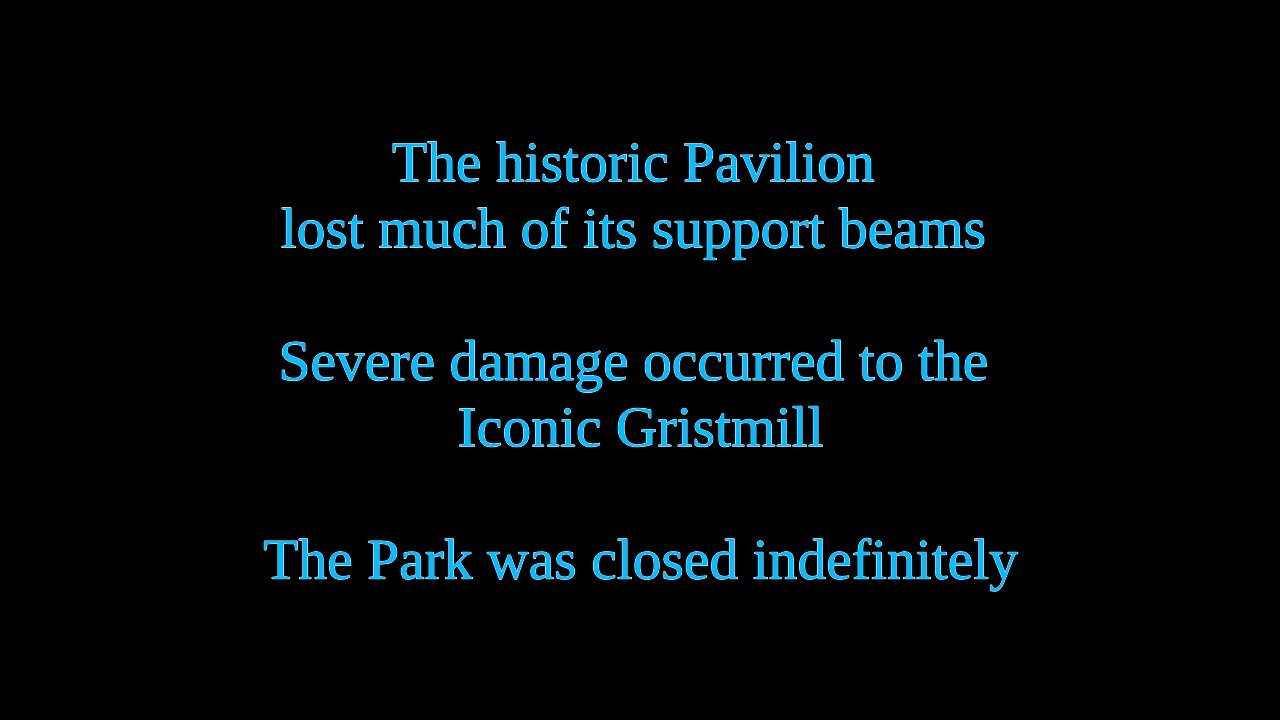 The historic Pavilion
lost much of its support beams
Severe damage occurred to the
Iconic Gristmill
The Park was closed indefinitely